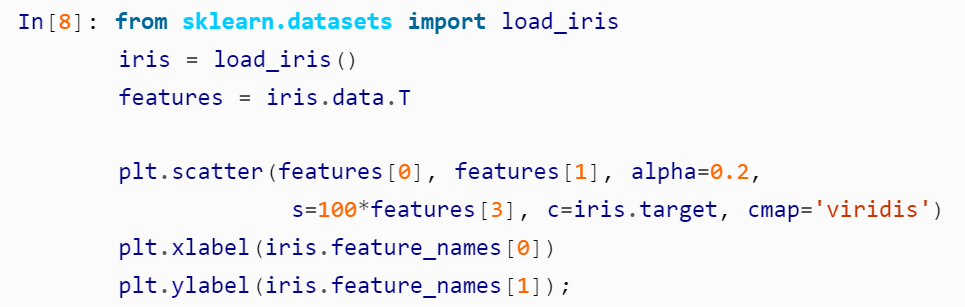 In[8]: from sklearn.datasets import load_iris
iris = load_iris()
features = iris.data.T
plt.scatter(features[0], features[1], alpha=0.2,
s=100*features[3], c=iris.target, cmap='viridis')
plt.xlabel(iris.feature_names[0])
plt.ylabel(iris.feature_names[1]);